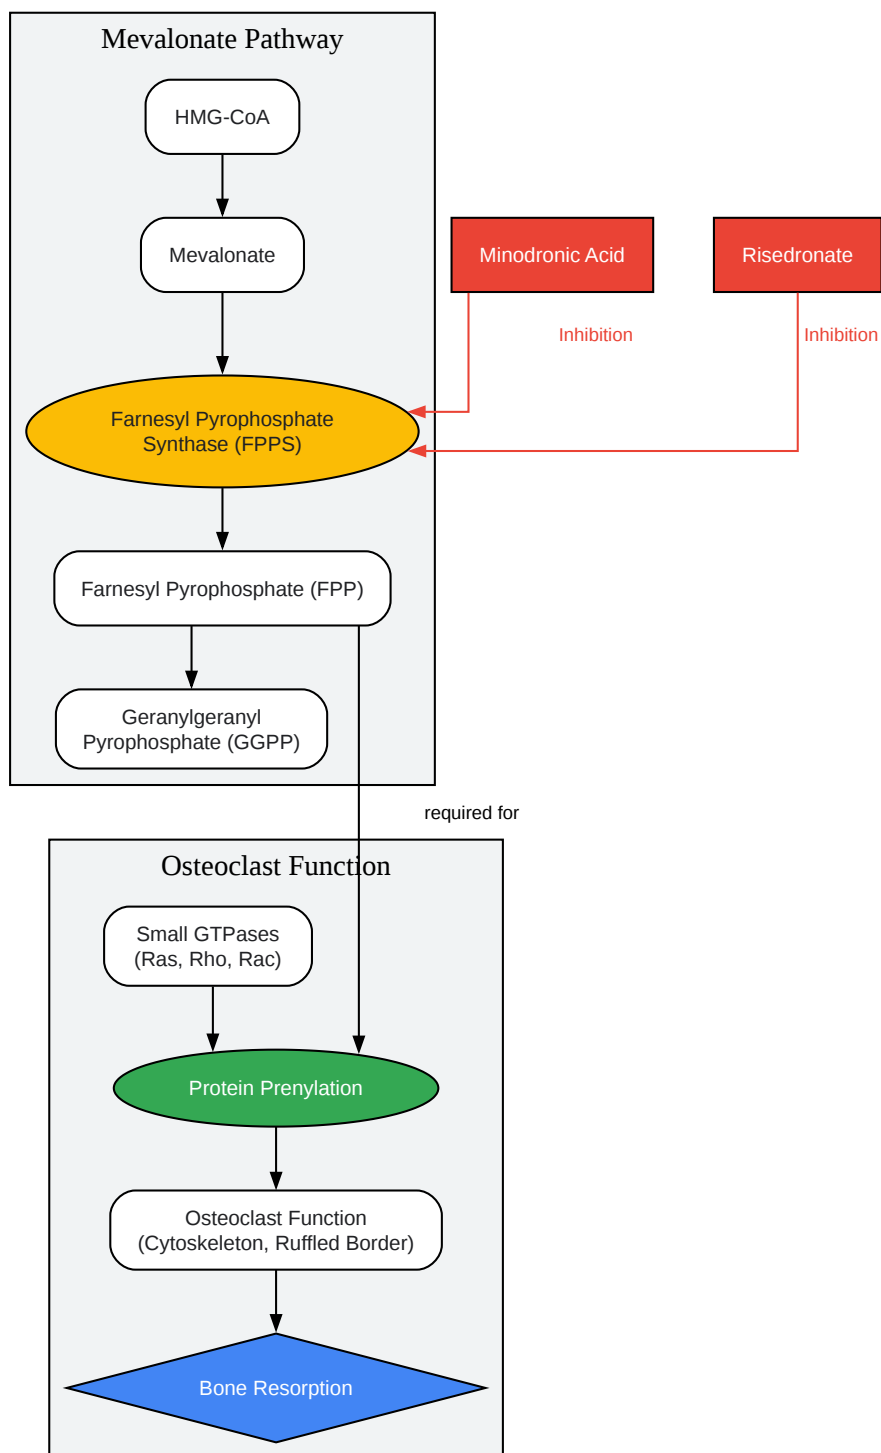 Mevalonate Pathway
HMG-CoA
Mevalonate
Minodronic Acid
Risedronate
Inhibition
Inhibition
Farnesyl Pyrophosphate
Synthase (FPPS)
Farnesyl Pyrophosphate (FPP)
Geranylgeranyl
Pyrophosphate (GGPP)
required for
Osteoclast Function
Small GTPases
(Ras, Rho, Rac)
Protein Prenylation
Osteoclast Function
(Cytoskeleton, Ruffled Border)
Bone Resorption